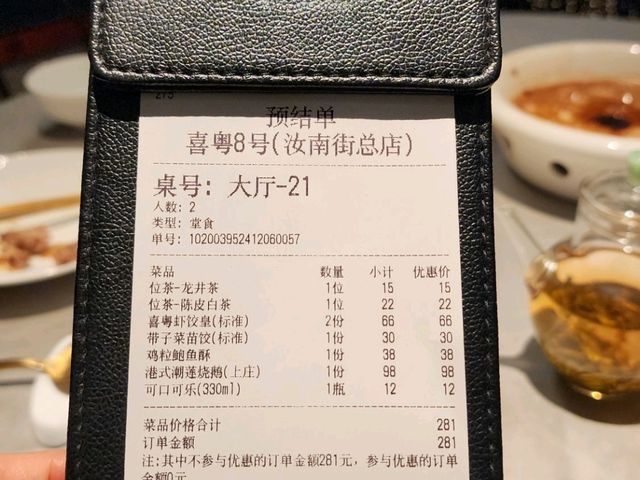 预结单
喜粤8号(汝南街总店)
桌号: 大厅-21
人数: 2
类型: 堂食
单号: 102003952412060057
菜品 数量 小计 优惠价
位茶-龙井茶 1位 15 15
位茶-陈皮白茶 1位 22 22
喜粤虾饺皇(标准) 2份 66 66
带子菜苗饺(标准) 1份 30 30
鸡粒鲍鱼酥 1份 38 38
港式潮莲烧鹅(上庄) 1份 98 98
可口可乐(330ml) 1瓶 12 12
菜品价格合计 281
订单金额 281
注:其中不参与优惠的订单金额281元，参与优惠的订单
金额0元